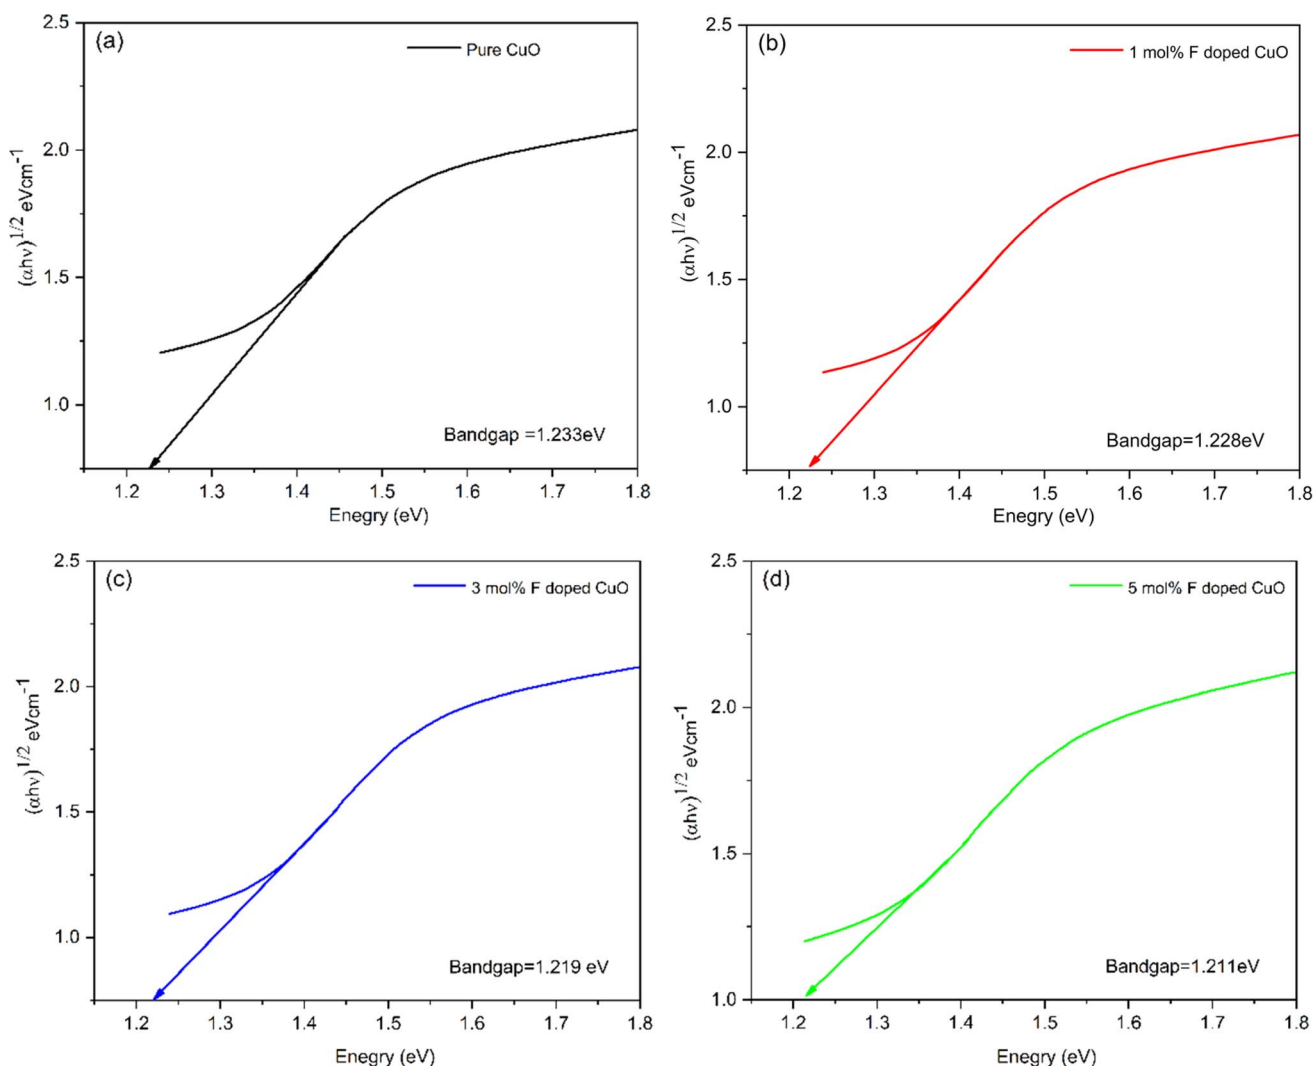 (a)
Pure CuO
2.5
2.0
1.5
1.0
(αhν)1/2 eVcm-1
Bandgap =1.233eV
1.2 1.3 1.4 1.5 1.6 1.7 1.8
Enegry (eV)
(b)
1 mol% F doped CuO
2.5
2.0
1.5
1.0
(αhν)1/2 eVcm-1
Bandgap=1.228eV
1.2 1.3 1.4 1.5 1.6 1.7 1.8
Enegry (eV)
(c)
3 mol% F doped CuO
2.5
2.0
1.5
1.0
(αhν)1/2 eVcm-1
Bandgap=1.219 eV
1.2 1.3 1.4 1.5 1.6 1.7 1.8
Enegry (eV)
(d)
5 mol% F doped CuO
2.5
2.0
1.5
1.0
(αhν)1/2 eVcm-1
Bandgap=1.211eV
1.2 1.3 1.4 1.5 1.6 1.7 1.8
Enegry (eV)